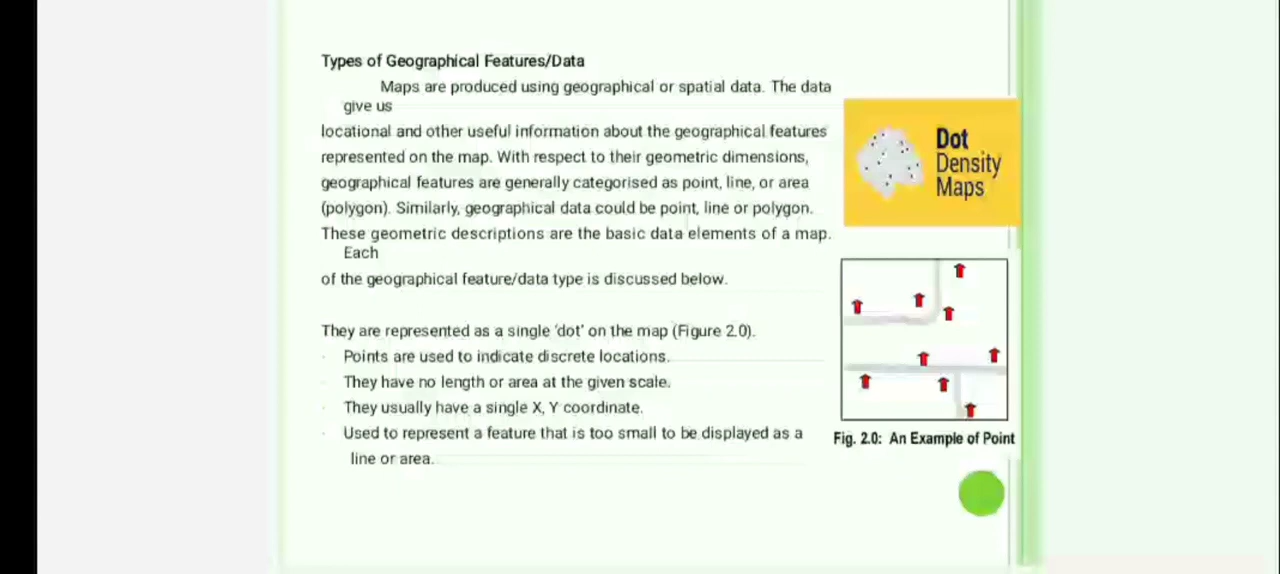 Types of Geographical Features/Data
Maps are produced using geographical or spatial data. The data
give us
locational and other useful information about the geographical features
represented on the map. With respect to their geometric dimensions,
geographical features are generally categorised as point, line, or area
(polygon). Similarly, geographical data could be point, line or polygon.
These geometric descriptions are the basic data elements of a map.
Each
of the geographical feature/data type is discussed below.
They are represented as a single ‘dot’ on the map (Figure 2.0).
· Points are used to indicate discrete locations.
· They have no length or area at the given scale.
· They usually have a single X, Y coordinate.
· Used to represent a feature that is too small to be displayed as a
line or area.
Dot
Density
Maps
Fig. 2.0: An Example of Point